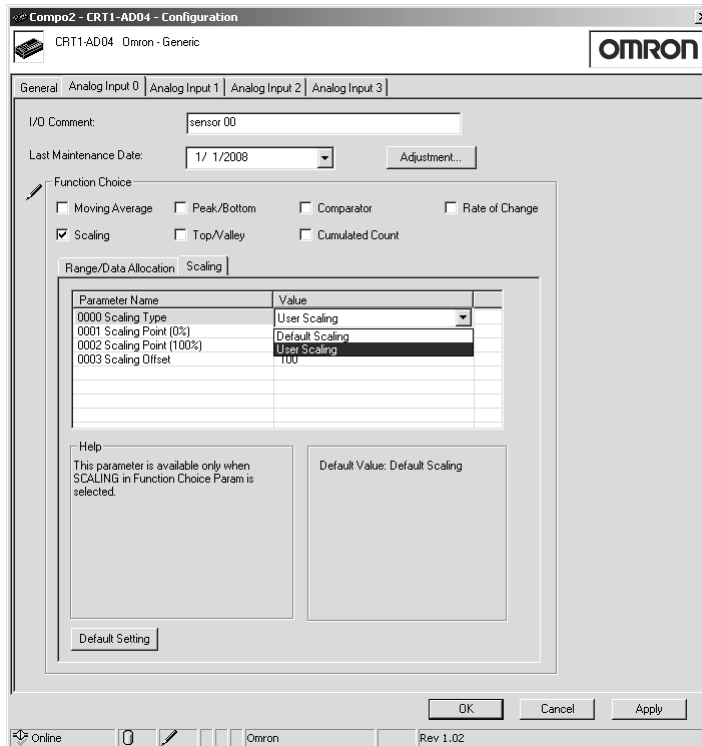 Compo2 - CRT1-AD04 - Configuration
CRT1-AD04 Omron - Generic
OMRON
General Analog Input 0 Analog Input 1 Analog Input 2 Analog Input 3
I/O Comment: sensor 00
Last Maintenance Date: 1/ 1/2008 Adjustment...
Function Choice
Moving Average Peak/Bottom Comparator Rate of Change
Scaling Top/Valley Cumulated Count
Range/Data Allocation Scaling
Parameter Name Value
0000 Scaling Type User Scaling
0001 Scaling Point (0%) Default Scaling
0002 Scaling Point (100%) User Scaling
0003 Scaling Offset 100
Help
This parameter is available only when
SCALING in Function Choice Param is
selected.
Default Value: Default Scaling
Default Setting
OK Cancel Apply
Online Omron Rev 1.02